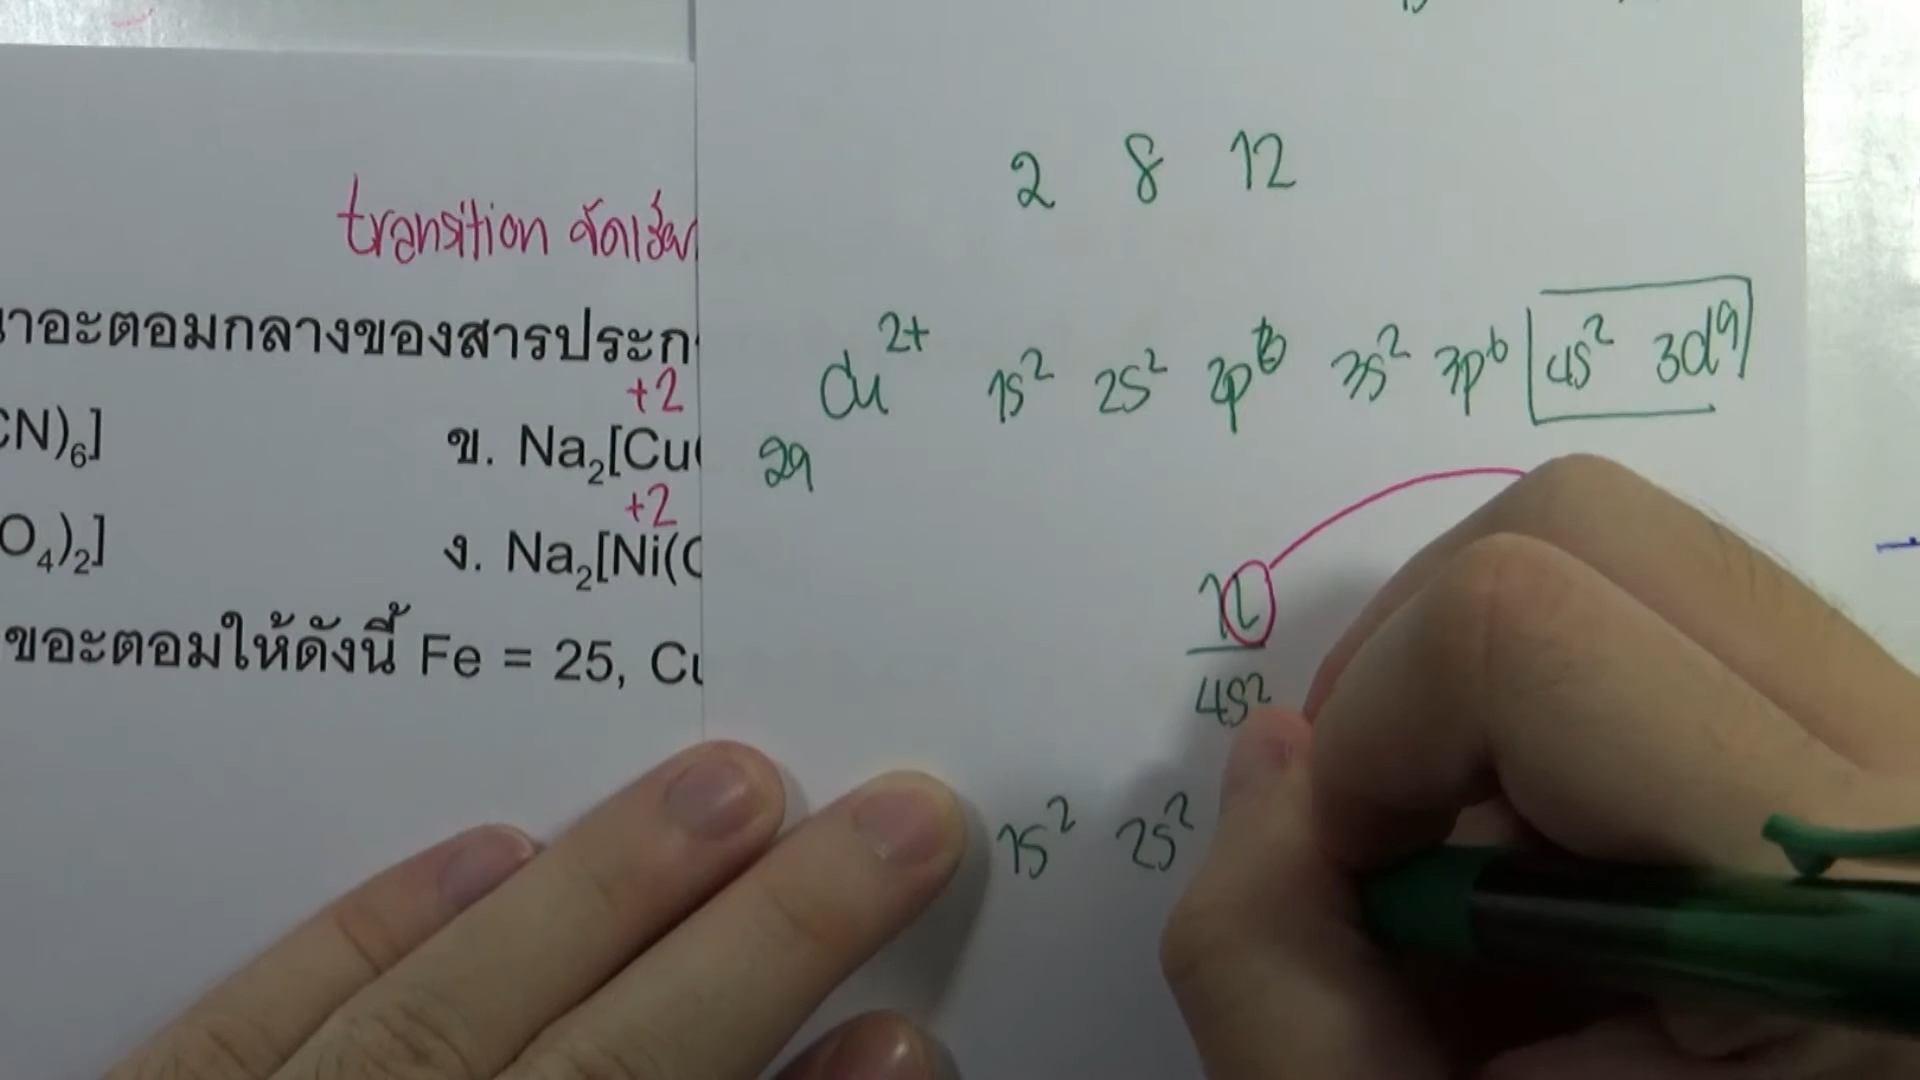 2 8 12
transition จัดเรียง
าอะตอมกลางของสารประก
Cu²⁺ 1s² 2s² 2p⁶ 3s² 3p⁶ 4s² 3d⁹
29
+2
CN)₆]
ข. Na₂[Cu(
+2
O₄)₂]
ง. Na₂[Ni(C
ขอะตอมให้ดังนี้ Fe = 25, Cu
4s²
1s² 2s²